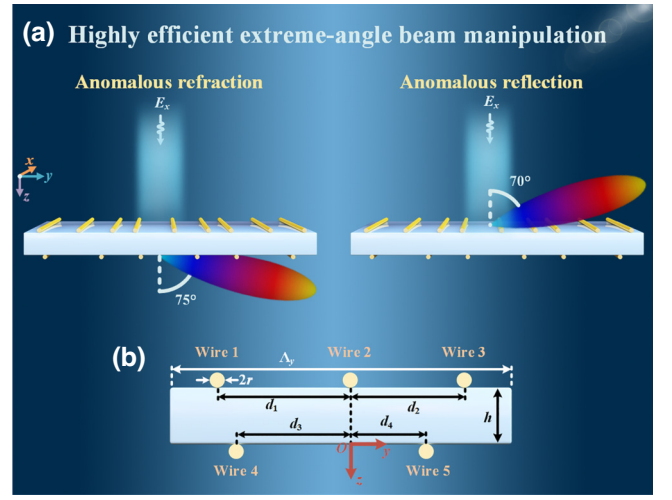 (a) Highly efficient extreme-angle beam manipulation
Anomalous refraction
Anomalous reflection
Eₓ
Eₓ
x
y
z
70°
75°
(b)
Wire 1
Λᵧ
Wire 2
Wire 3
2r
d₁
d₂
h
d₃
d₄
O
y
z
Wire 4
Wire 5